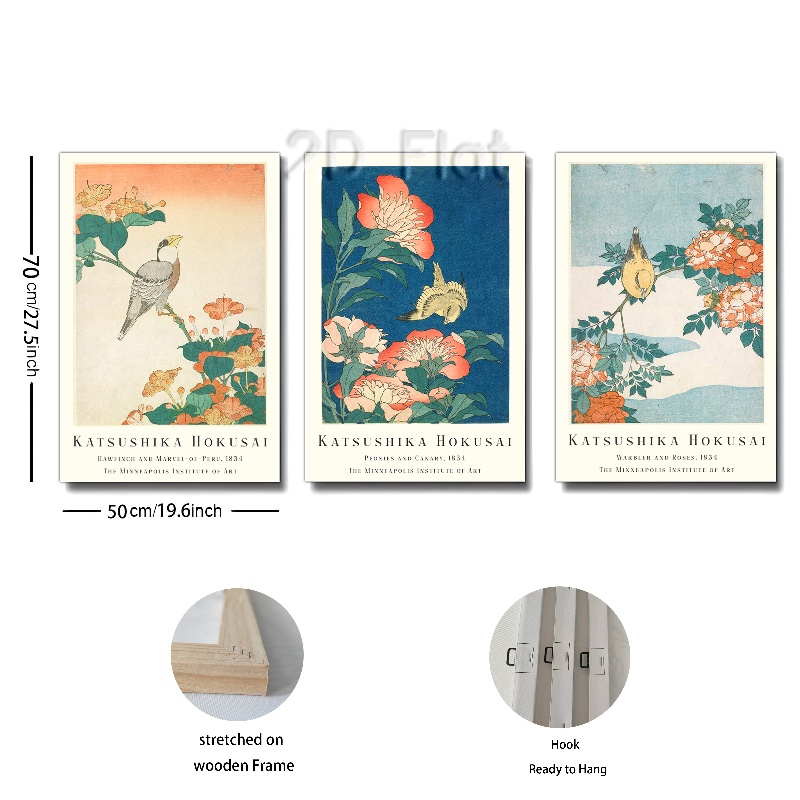 2D Flat
70cm/27.5inch
KATSUSHIKA HOKUSAI
HAWFINCH AND MARVEL-OF-PERU, 1834
THE MINNEAPOLIS INSTITUTE OF ART
KATSUSHIKA HOKUSAI
PEONIES AND CANARY, 1834
THE MINNEAPOLIS INSTITUTE OF ART
KATSUSHIKA HOKUSAI
WARBLER AND ROSES, 1834
THE MINNEAPOLIS INSTITUTE OF ART
50cm/19.6inch
stretched on
wooden Frame
Hook
Ready to Hang